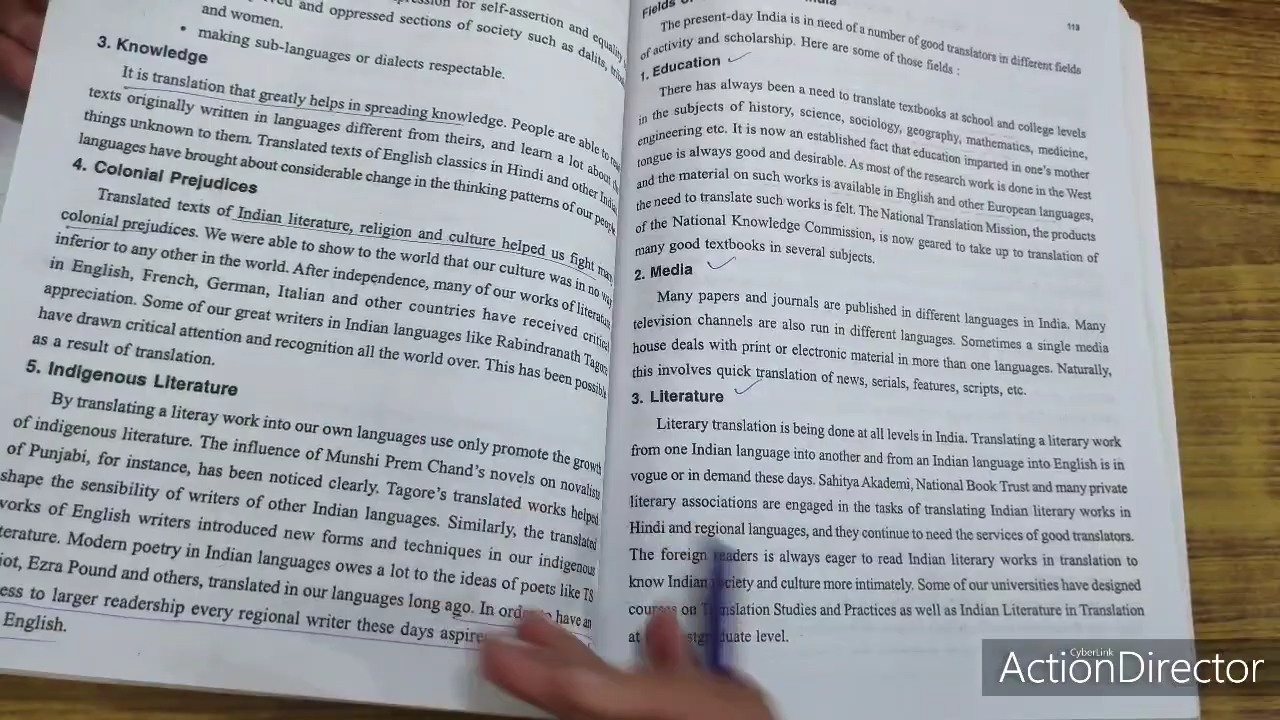 for self-assertion and equality
and oppressed sections of society such as dalits,
and women.
• making sub-languages or dialects respectable.
3. Knowledge
It is translation that greatly helps in spreading knowledge. People are able to
texts originally written in languages different from theirs, and learn a lot about
things unknown to them. Translated texts of English classics in Hindi and other
languages have brought about considerable change in the thinking patterns of our
4. Colonial Prejudices
Translated texts of Indian literature, religion and culture helped us fight
colonial prejudices. We were able to show to the world that our culture was in no way
inferior to any other in the world. After independence, many of our works of
in English, French, German, Italian and other countries have received
appreciation. Some of our great writers in Indian languages like Rabindranath Tagore
have drawn critical attention and recognition all the world over. This has been possible
as a result of translation.
5. Indigenous Literature
By translating a literay work into our own languages use only promote the growth
of indigenous literature. The influence of Munshi Prem Chand's novels on novalists
of Punjabi, for instance, has been noticed clearly. Tagore's translated works helped
shape the sensibility of writers of other Indian languages. Similarly, the translated
works of English writers introduced new forms and techniques in our indigenous
Modern poetry in Indian languages owes a lot to the ideas of poets like TS
Ezra Pound and others, translated in our languages long ago. In order to have an
to larger readership every regional writer these days
English.
Fields
119
The present-day India is in need of a number of good translators in different fields
of activity and scholarship. Here are some of those fields :
1. Education
There has always been a need to translate textbooks at school and college levels
in the subjects of history, science, sociology, geography, mathematics, medicine,
engineering etc. It is now an established fact that education imparted in one's mother
tongue is always good and desirable. As most of the research work is done in the West
and the material on such works is available in English and other European languages,
the need to translate such works is felt. The National Translation Mission, the products
of the National Knowledge Commission, is now geared to take up to translation of
many good textbooks in several subjects.
2. Media
Many papers and journals are published in different languages in India. Many
television channels are also run in different languages. Sometimes a single media
house deals with print or electronic material in more than one languages. Naturally,
this involves quick translation of news, serials, features, scripts, etc.
3. Literature
Literary translation is being done at all levels in India. Translating a literary work
from one Indian language into another and from an Indian language into English is in
vogue or in demand these days. Sahitya Akademi, National Book Trust and many private
literary associations are engaged in the tasks of translating Indian literary works in
Hindi and regional languages, and they continue to need the services of good translators.
The foreign readers is always eager to read Indian literary works in translation to
know Indian society and culture more intimately. Some of our universities have designed
courses on Translation Studies and Practices as well as Indian Literature in Translation
at level.
CyberLink
ActionDirector